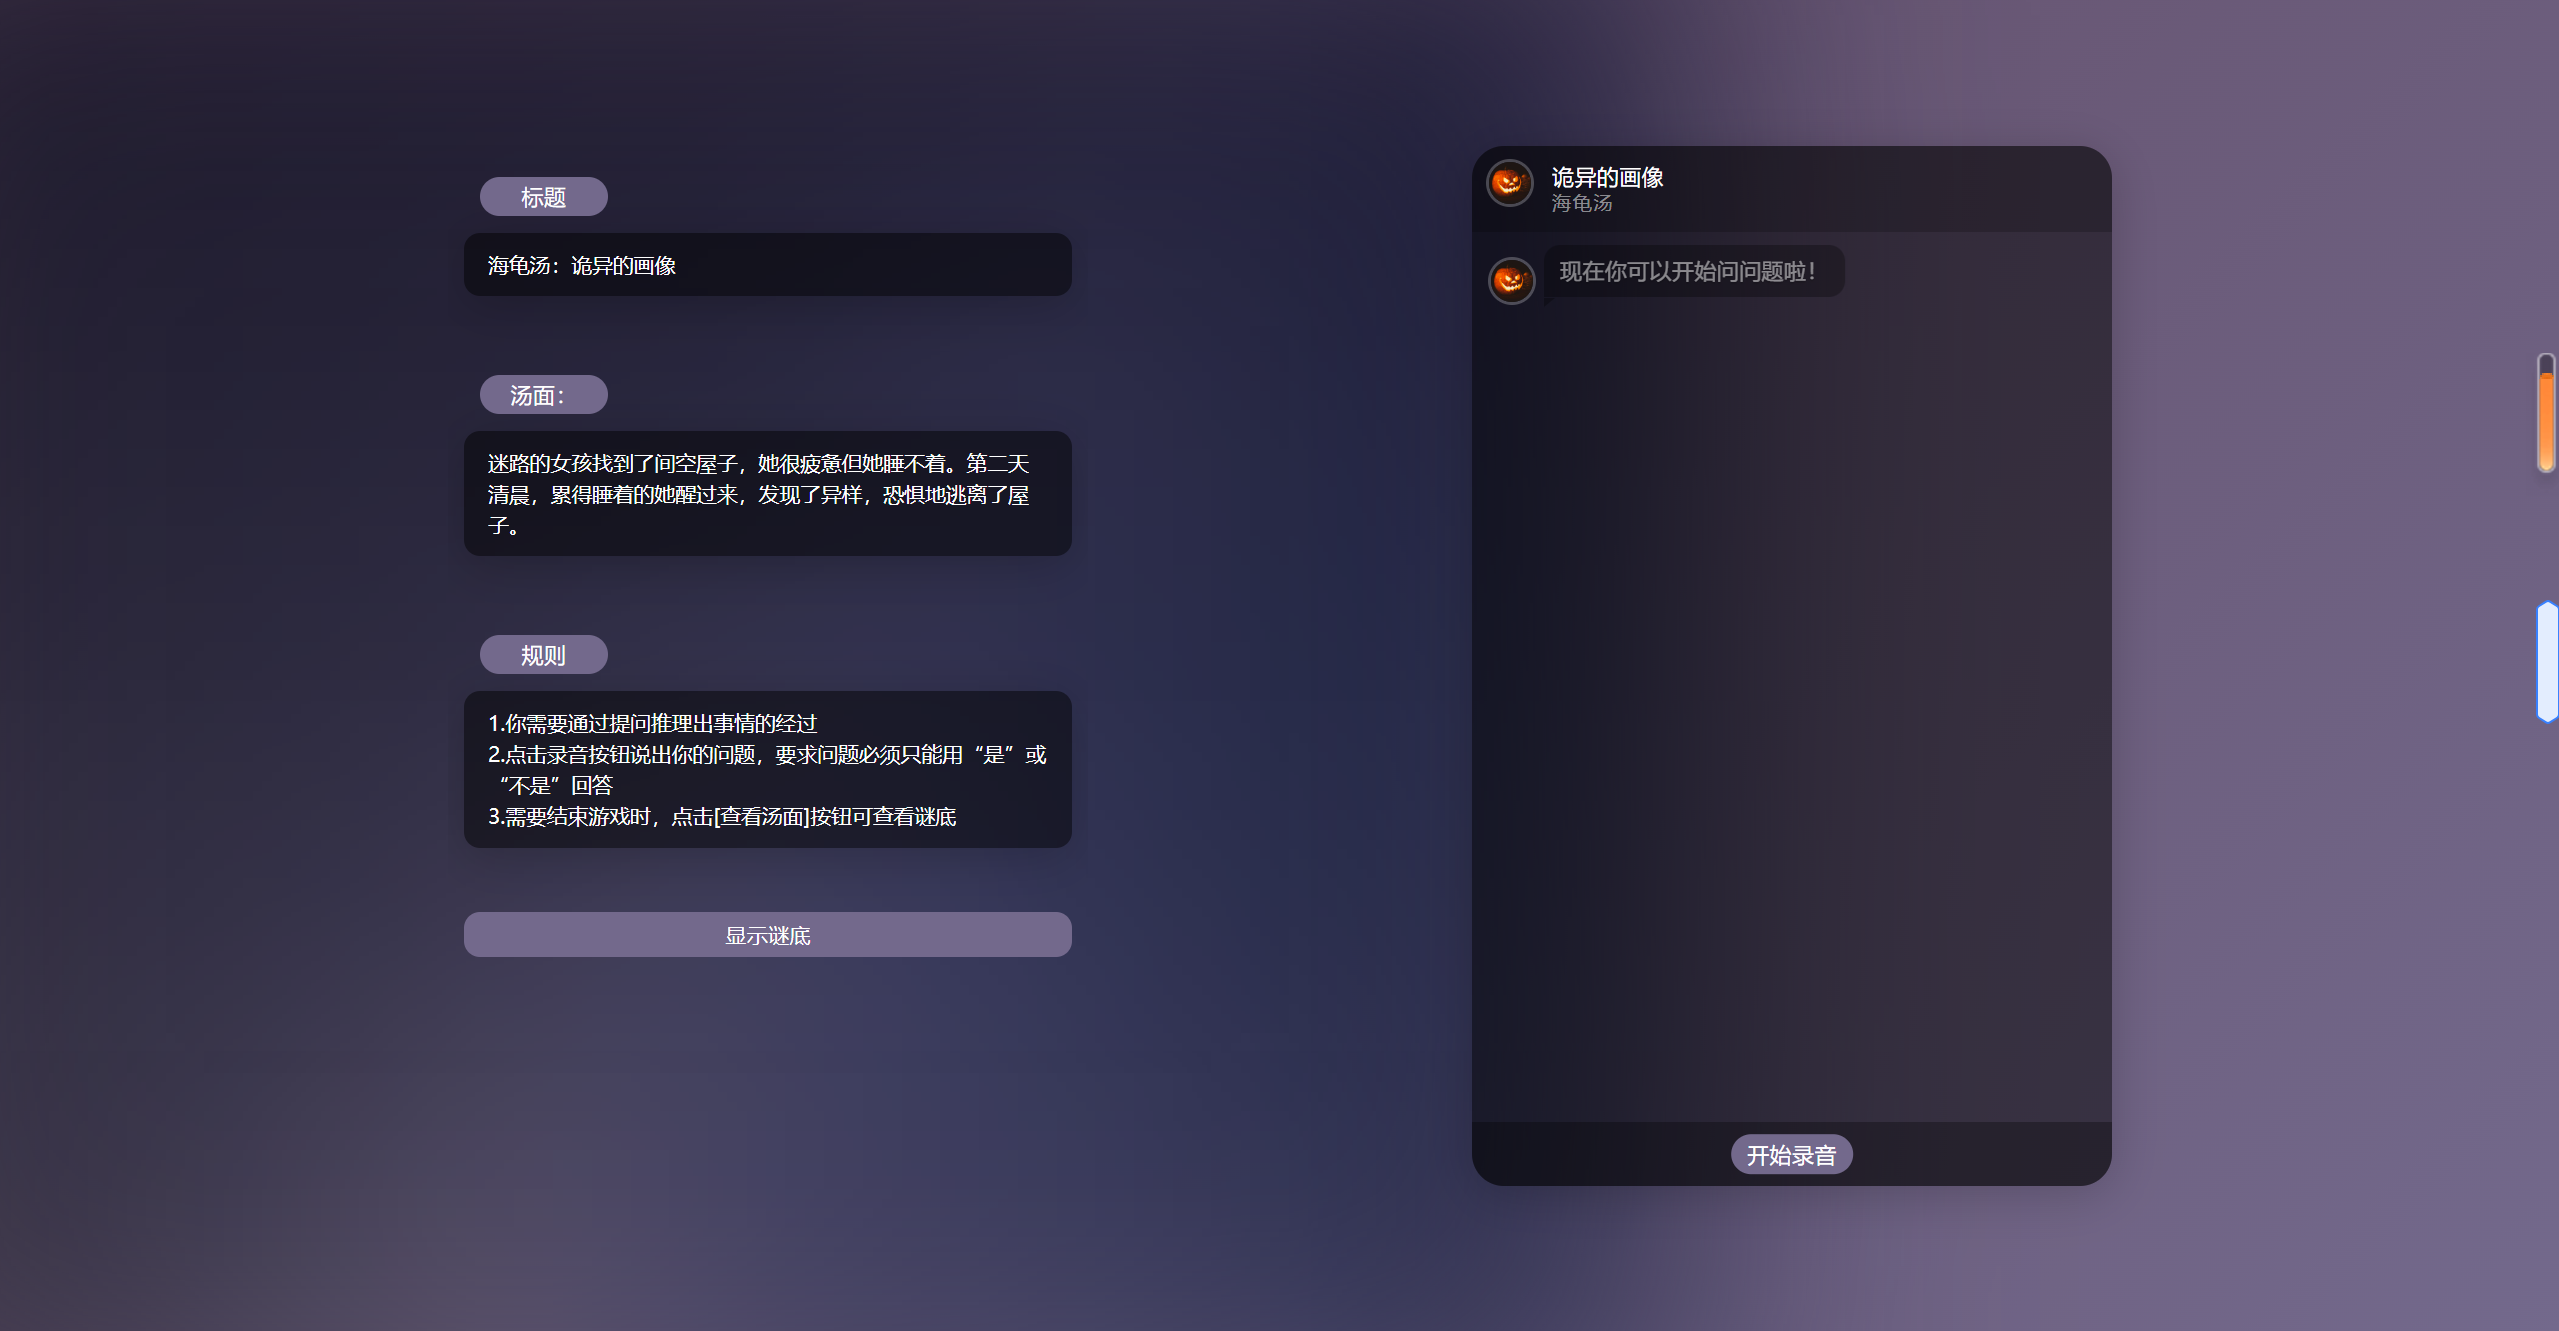 标题
海龟汤：诡异的画像
汤面：
迷路的女孩找到了间空屋子，她很疲惫但她睡不着。第二天
清晨，累得睡着的她醒过来，发现了异样，恐惧地逃离了屋
子。
规则
1.你需要通过提问推理出事情的经过
2.点击录音按钮说出你的问题，要求问题必须只能用“是”或
“不是”回答
3.需要结束游戏时，点击[查看汤面]按钮可查看谜底
显示谜底
诡异的画像
海龟汤
现在你可以开始问问题啦！
开始录音